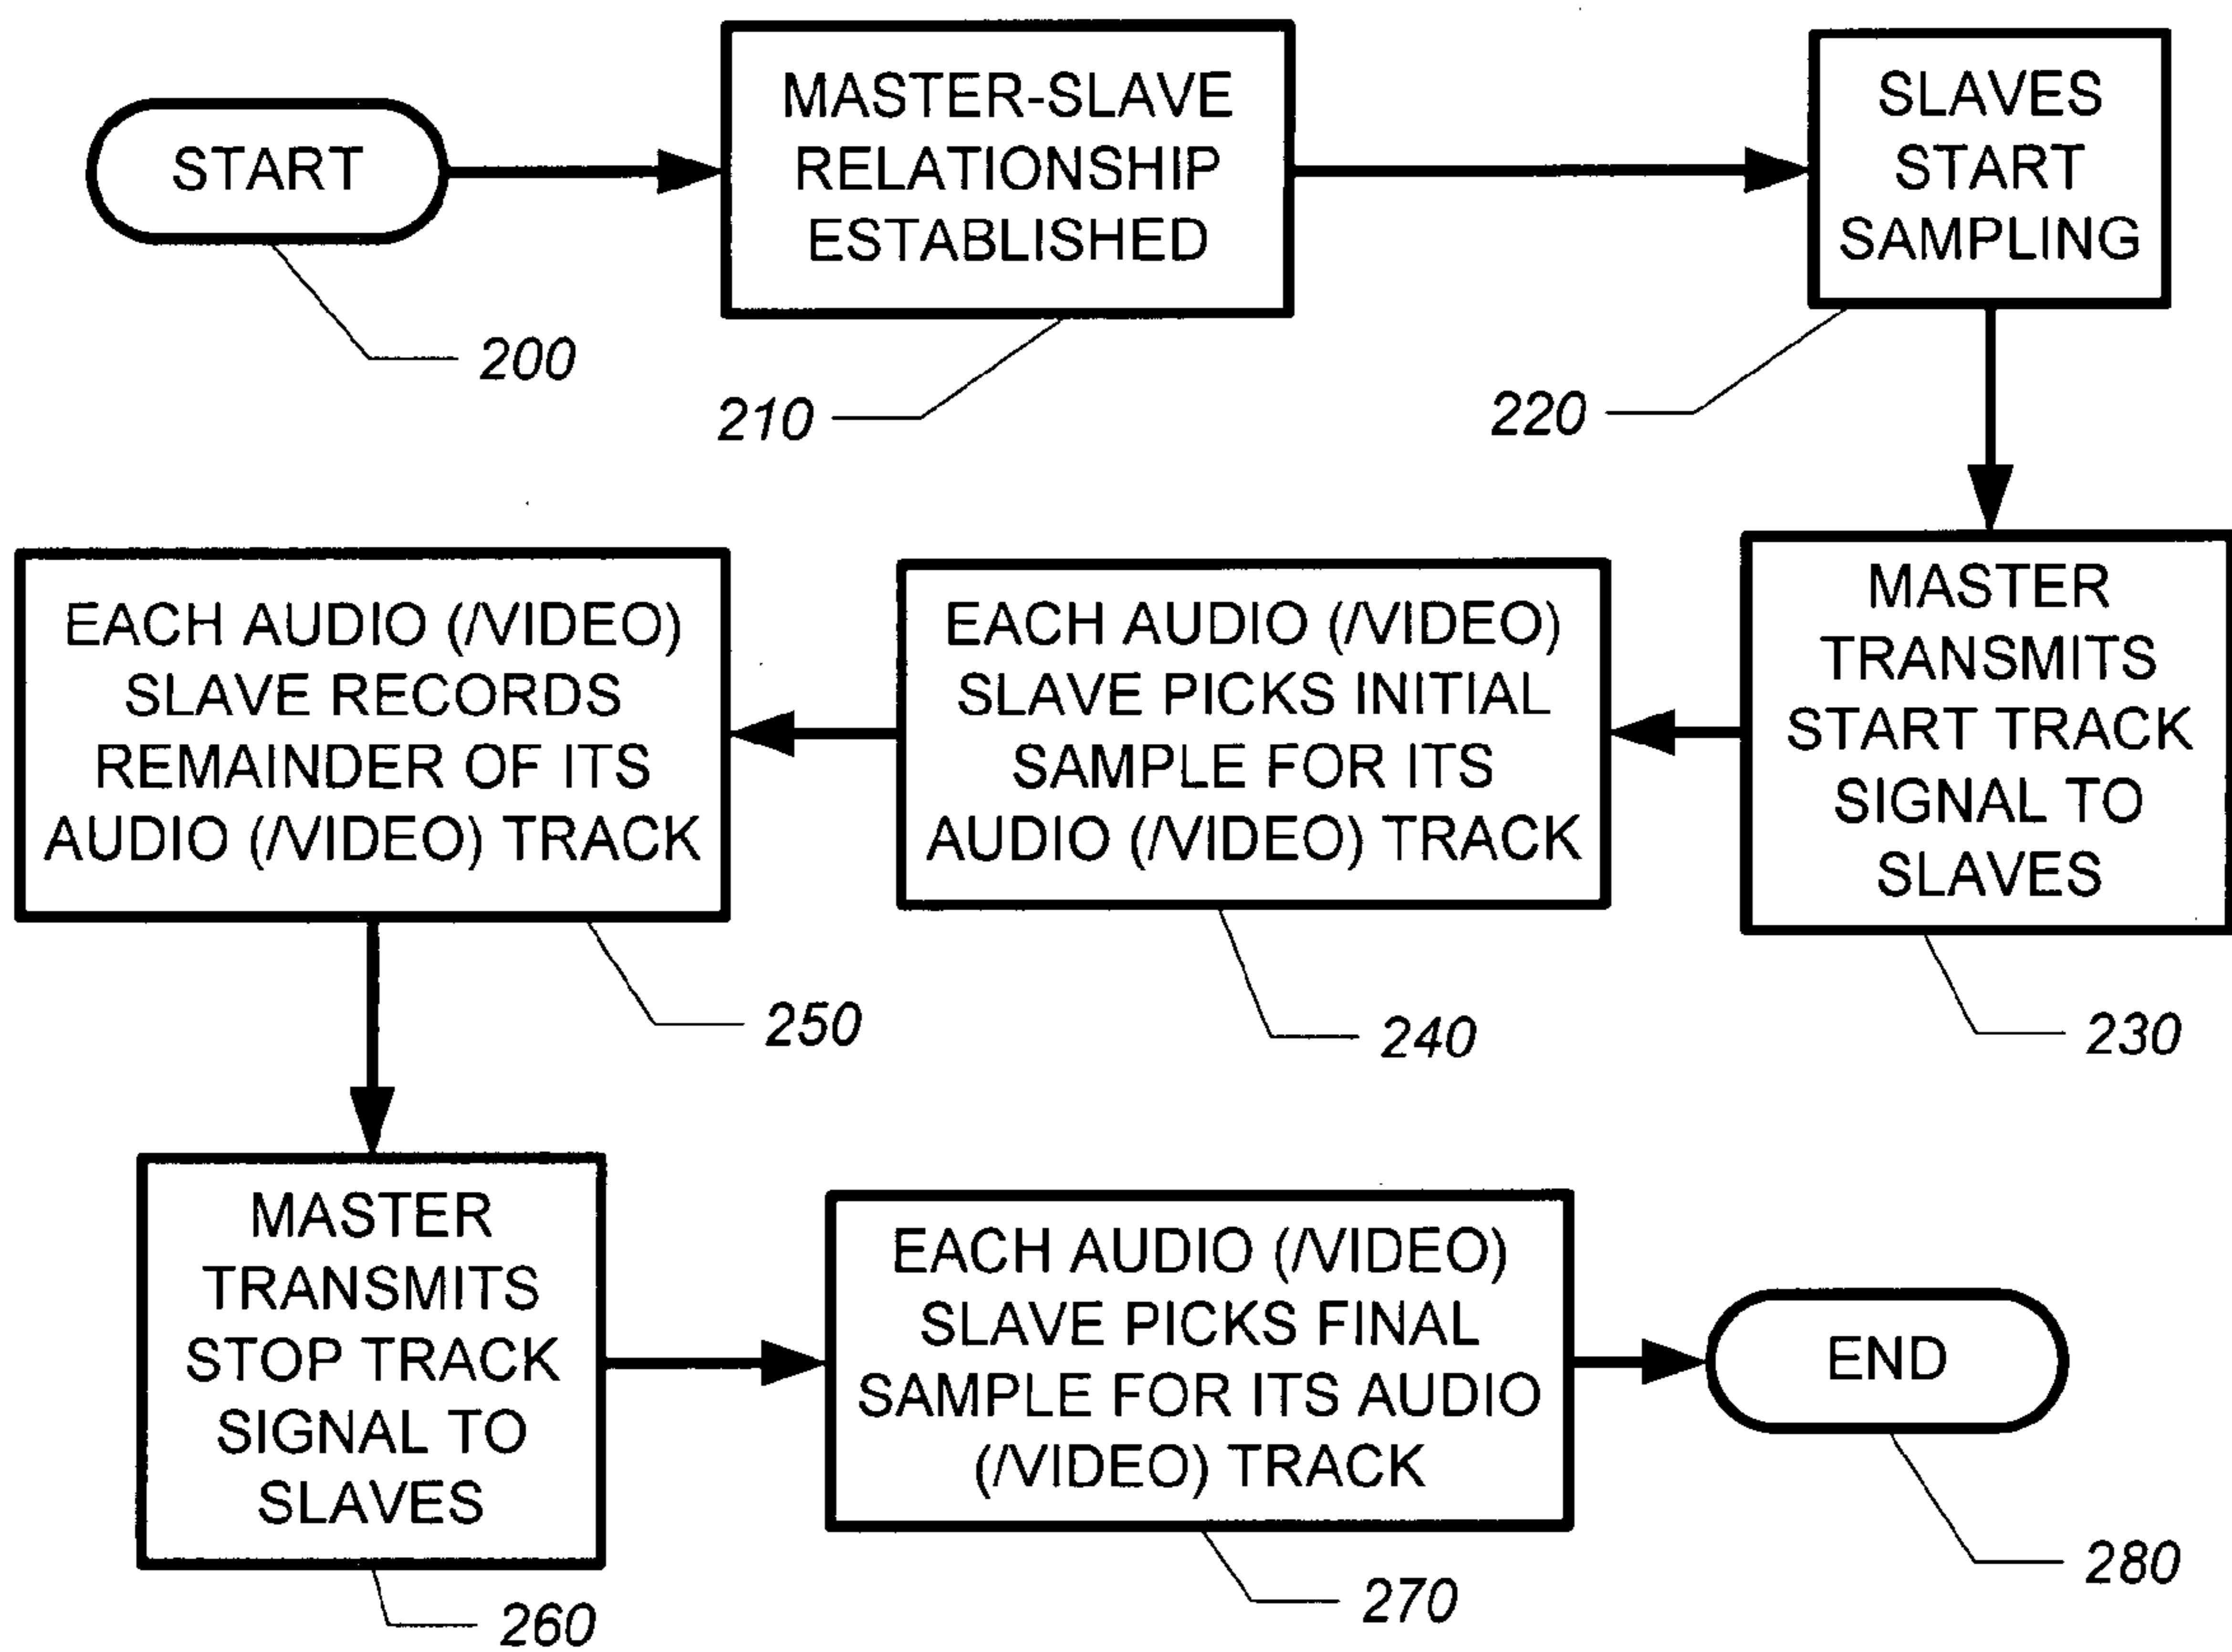 START
200
MASTER-SLAVE
RELATIONSHIP
ESTABLISHED
210
SLAVES
START
SAMPLING
220
MASTER
TRANSMITS
START TRACK
SIGNAL TO
SLAVES
230
EACH AUDIO (/VIDEO)
SLAVE PICKS INITIAL
SAMPLE FOR ITS
AUDIO (/VIDEO) TRACK
240
EACH AUDIO (/VIDEO)
SLAVE RECORDS
REMAINDER OF ITS
AUDIO (/VIDEO) TRACK
250
MASTER
TRANSMITS
STOP TRACK
SIGNAL TO
SLAVES
260
EACH AUDIO (/VIDEO)
SLAVE PICKS FINAL
SAMPLE FOR ITS AUDIO
(/VIDEO) TRACK
270
END
280